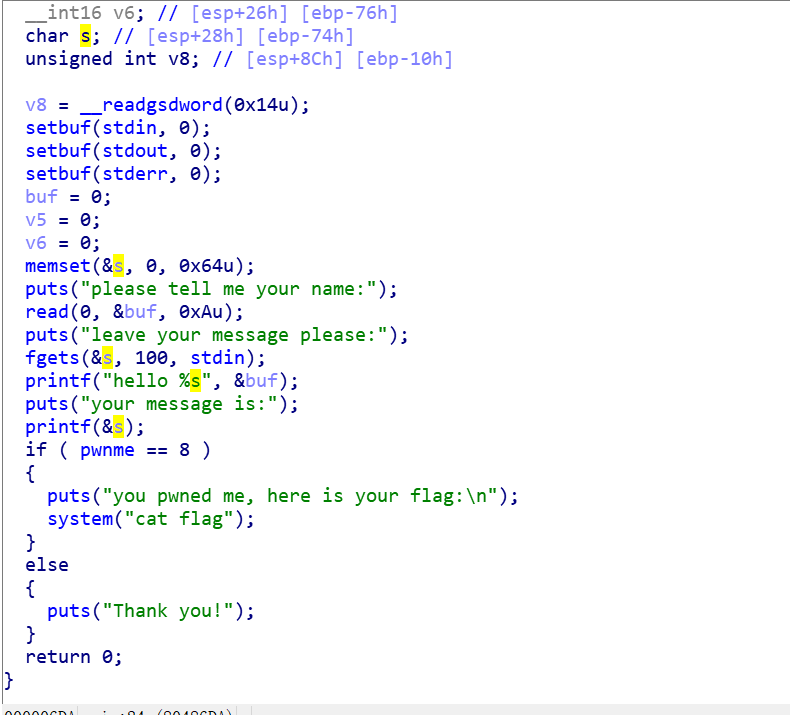 __int16 v6; // [esp+26h] [ebp-76h]
char s; // [esp+28h] [ebp-74h]
unsigned int v8; // [esp+8Ch] [ebp-10h]
v8 = __readgsdword(0x14u);
setbuf(stdin, 0);
setbuf(stdout, 0);
setbuf(stderr, 0);
buf = 0;
v5 = 0;
v6 = 0;
memset(&s, 0, 0x64u);
puts("please tell me your name:");
read(0, &buf, 0xAu);
puts("leave your message please:");
fgets(&s, 100, stdin);
printf("hello %s", &buf);
puts("your message is:");
printf(&s);
if ( pwnme == 8 )
{
puts("you pwned me, here is your flag:\n");
system("cat flag");
}
else
{
puts("Thank you!");
}
return 0;
}